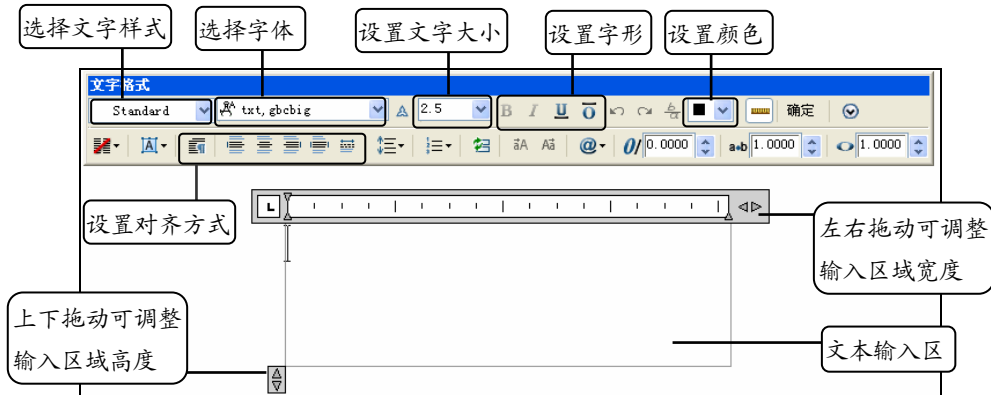 选择文字样式
选择字体
设置文字大小
设置字形
设置颜色
文字格式
Standard txt, gbcbig 2.5 B I U O 确定
āA Aă @ 0/ 0.0000 a•b 1.0000 1.0000
设置对齐方式
L
左右拖动可调整
输入区域宽度
上下拖动可调整
输入区域高度
文本输入区